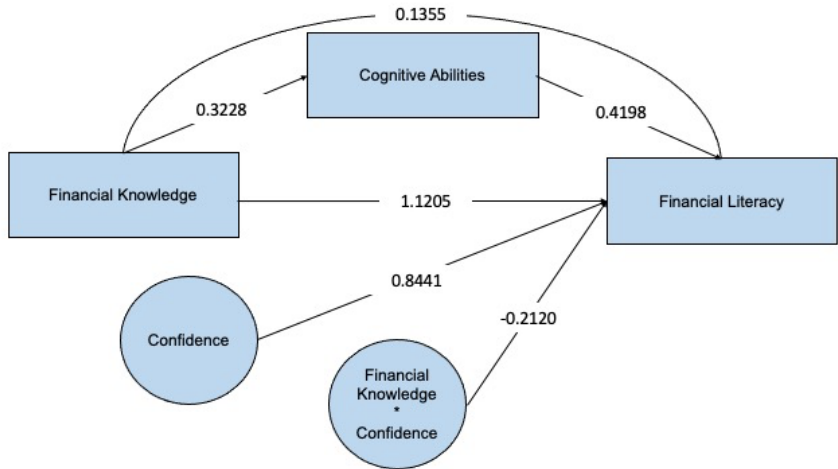 0.1355
Cognitive Abilities
0.3228
0.4198
Financial Knowledge
1.1205
Financial Literacy
0.8441
Confidence
-0.2120
Financial
Knowledge
*
Confidence